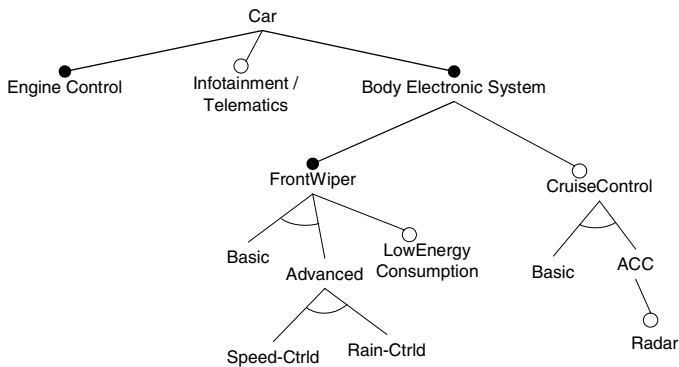 Car
Engine Control
Infotainment /
Telematics
Body Electronic System
FrontWiper
CruiseControl
Basic
Advanced
LowEnergy
Consumption
Basic
ACC
Speed-Ctrld
Rain-Ctrld
Radar